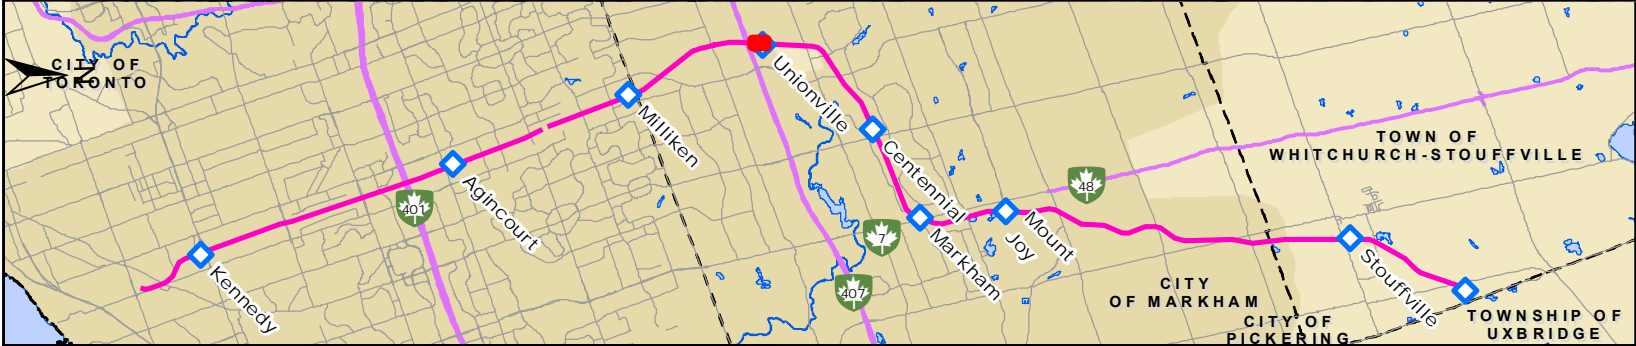 CITY OF
TORONTO
Unionville
Milliken
TOWN OF
WHITCHURCH-STOUFFVILLE
Centennial
Agincourt
48
401
7
Mount
Joy
Markham
Kennedy
Stouffville
407
CITY
OF MARKHAM
CITY OF
PICKERING
TOWNSHIP OF
UXBRIDGE